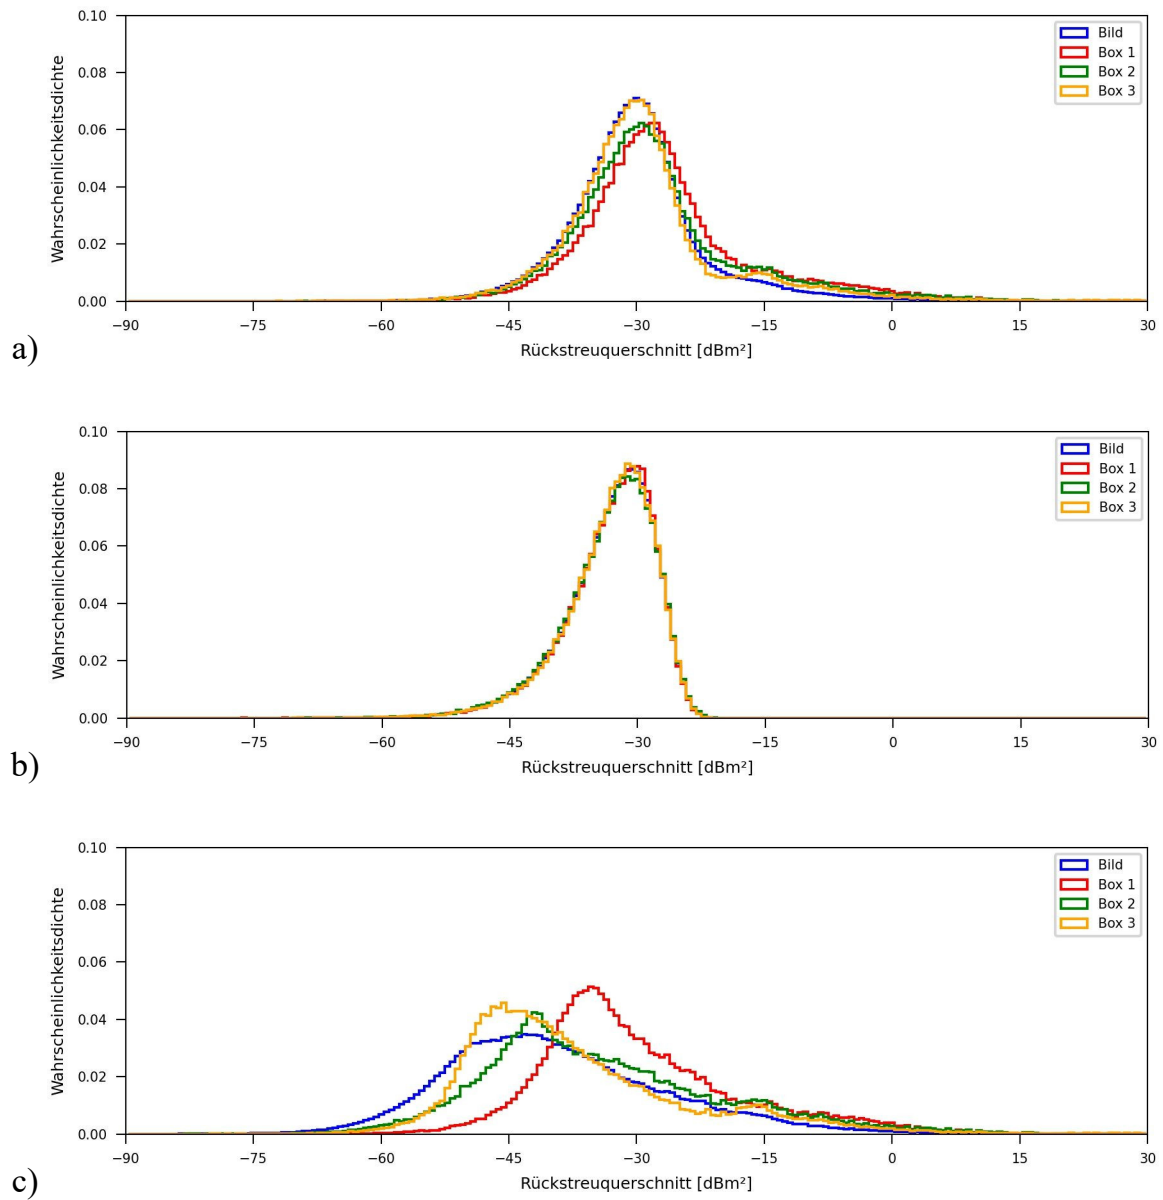 0.10
0.08
0.06
0.04
0.02
0.00
Wahrscheinlichkeitsdichte
Bild
Box 1
Box 2
Box 3
−90 −75 −60 −45 −30 −15 0 15 30
Rückstreuquerschnitt [dBm²]
a)
0.10
0.08
0.06
0.04
0.02
0.00
Wahrscheinlichkeitsdichte
Bild
Box 1
Box 2
Box 3
−90 −75 −60 −45 −30 −15 0 15 30
Rückstreuquerschnitt [dBm²]
b)
0.10
0.08
0.06
0.04
0.02
0.00
Wahrscheinlichkeitsdichte
Bild
Box 1
Box 2
Box 3
−90 −75 −60 −45 −30 −15 0 15 30
Rückstreuquerschnitt [dBm²]
c)